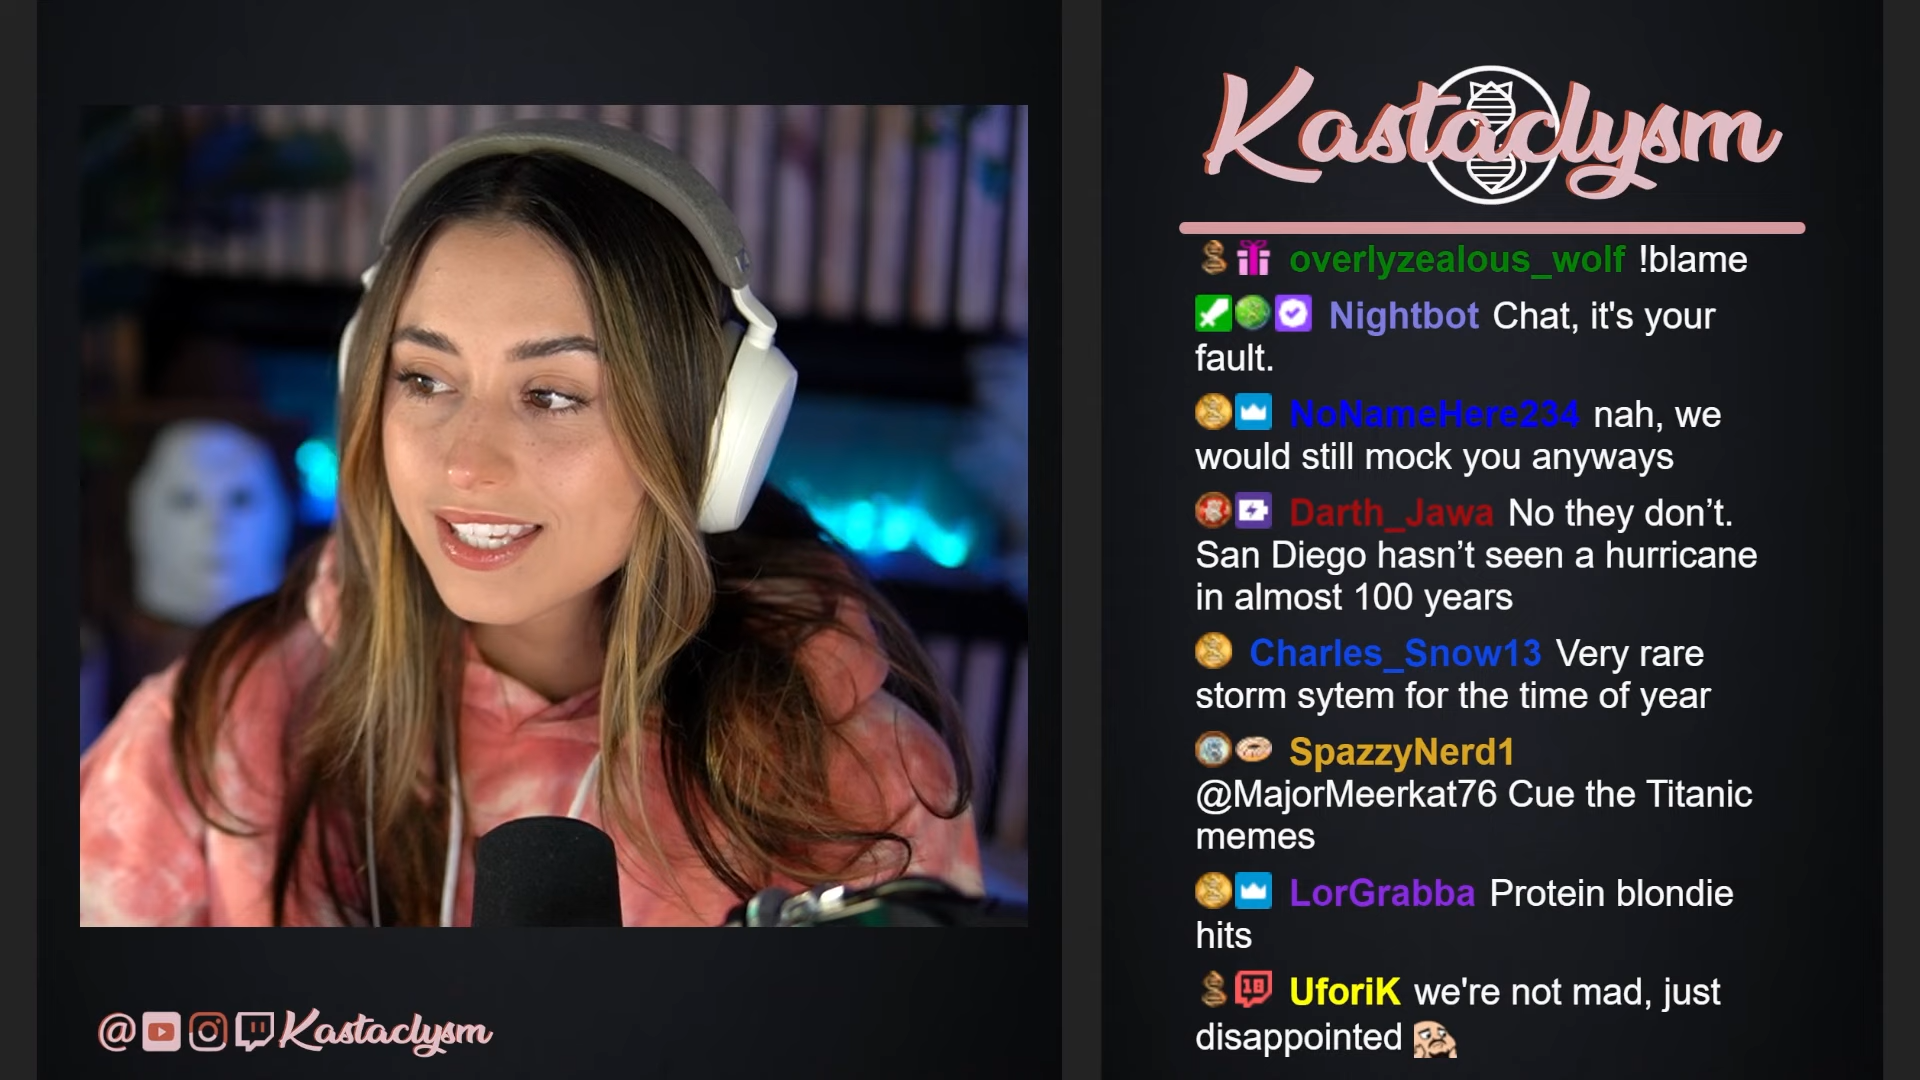 Kastaclysm
overlyzealous_wolf !blame
Nightbot Chat, it's your
fault.
NoNameHere234 nah, we
would still mock you anyways
Darth_Jawa No they don’t.
San Diego hasn’t seen a hurricane
in almost 100 years
Charles_Snow13 Very rare
storm sytem for the time of year
SpazzyNerd1
@MajorMeerkat76 Cue the Titanic
memes
LorGrabba Protein blondie
hits
18 UforiK we're not mad, just
disappointed
@ Kastaclysm